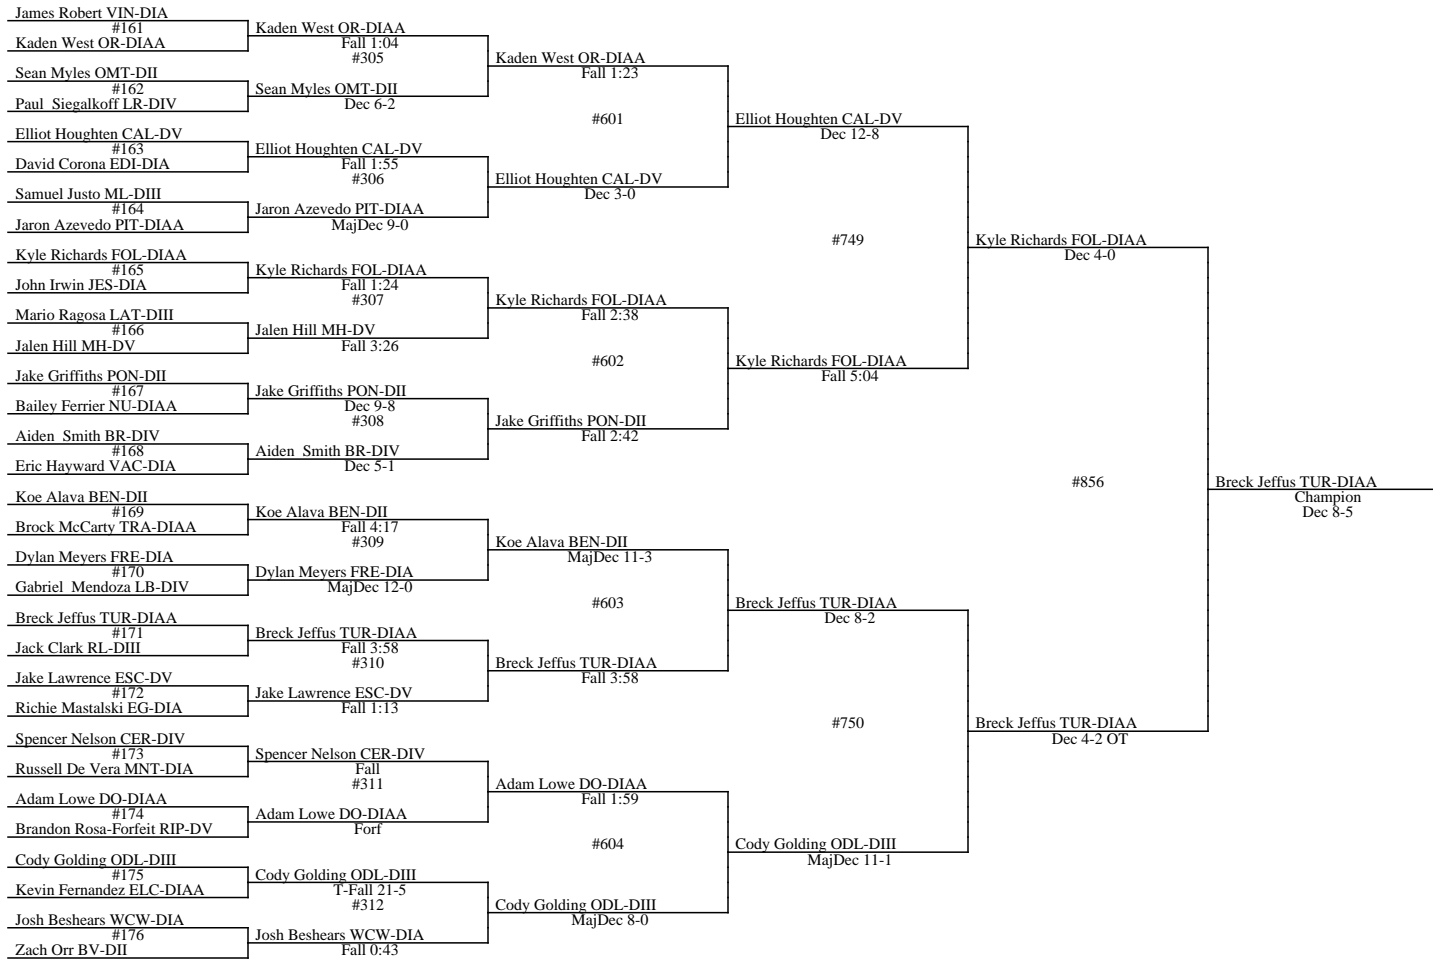 James Robert VIN-DIA
#161
Kaden West OR-DIAA
Sean Myles OMT-DII
#162
Paul  Siegalkoff LR-DIV
Elliot Houghten CAL-DV
#163
David Corona EDI-DIA
Samuel Justo ML-DIII
#164
Jaron Azevedo PIT-DIAA
Kyle Richards FOL-DIAA
#165
John Irwin JES-DIA
Mario Ragosa LAT-DIII
#166
Jalen Hill MH-DV
Jake Griffiths PON-DII
#167
Bailey Ferrier NU-DIAA
Aiden  Smith BR-DIV
#168
Eric Hayward VAC-DIA
Koe Alava BEN-DII
#169
Brock McCarty TRA-DIAA
Dylan Meyers FRE-DIA
#170
Gabriel  Mendoza LB-DIV
Breck Jeffus TUR-DIAA
#171
Jack Clark RL-DIII
Jake Lawrence ESC-DV
#172
Richie Mastalski EG-DIA
Spencer Nelson CER-DIV
#173
Russell De Vera MNT-DIA
Adam Lowe DO-DIAA
#174
Brandon Rosa-Forfeit RIP-DV
Cody Golding ODL-DIII
#175
Kevin Fernandez ELC-DIAA
Josh Beshears WCW-DIA
#176
Zach Orr BV-DII
Kaden West OR-DIAA
Fall 1:04
#305
Sean Myles OMT-DII
Dec 6-2
Elliot Houghten CAL-DV
Fall 1:55
#306
Jaron Azevedo PIT-DIAA
MajDec 9-0
Kyle Richards FOL-DIAA
Fall 1:24
#307
Jalen Hill MH-DV
Fall 3:26
Jake Griffiths PON-DII
Dec 9-8
#308
Aiden  Smith BR-DIV
Dec 5-1
Koe Alava BEN-DII
Fall 4:17
#309
Dylan Meyers FRE-DIA
MajDec 12-0
Breck Jeffus TUR-DIAA
Fall 3:58
#310
Jake Lawrence ESC-DV
Fall 1:13
Spencer Nelson CER-DIV
Fall
#311
Adam Lowe DO-DIAA
Forf
Cody Golding ODL-DIII
T-Fall 21-5
#312
Josh Beshears WCW-DIA
Fall 0:43
Kaden West OR-DIAA
Fall 1:23
#601
Elliot Houghten CAL-DV
Dec 3-0
Kyle Richards FOL-DIAA
Fall 2:38
#602
Jake Griffiths PON-DII
Fall 2:42
Koe Alava BEN-DII
MajDec 11-3
#603
Breck Jeffus TUR-DIAA
Fall 3:58
Adam Lowe DO-DIAA
Fall 1:59
#604
Cody Golding ODL-DIII
MajDec 8-0
Elliot Houghten CAL-DV
Dec 12-8
#749
Kyle Richards FOL-DIAA
Fall 5:04
Breck Jeffus TUR-DIAA
Dec 8-2
#750
Cody Golding ODL-DIII
MajDec 11-1
Kyle Richards FOL-DIAA
Dec 4-0
#856
Breck Jeffus TUR-DIAA
Dec 4-2 OT
Breck Jeffus TUR-DIAA
Champion
Dec 8-5